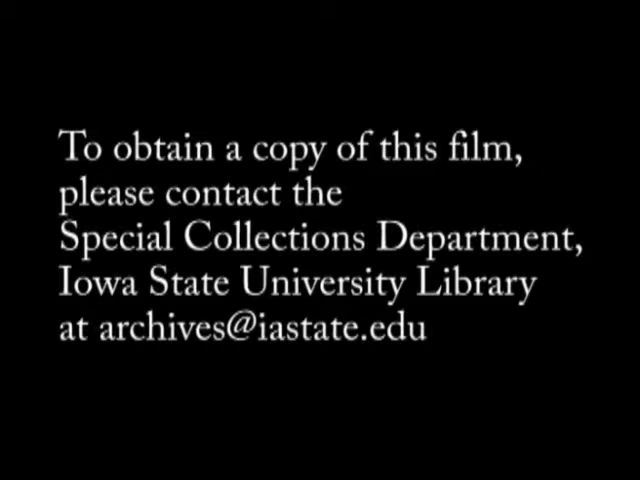 To obtain a copy of this film,
please contact the
Special Collections Department,
Iowa State University Library
at archives@iastate.edu